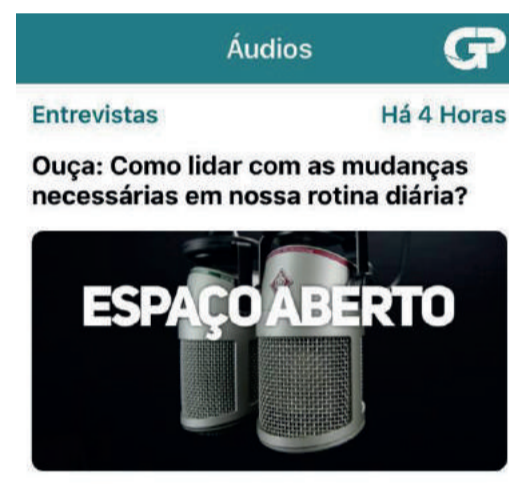 Áudios
GP
Entrevistas
Há 4 Horas
Ouça: Como lidar com as mudanças
necessárias em nossa rotina diária?
ESPAÇO ABERTO